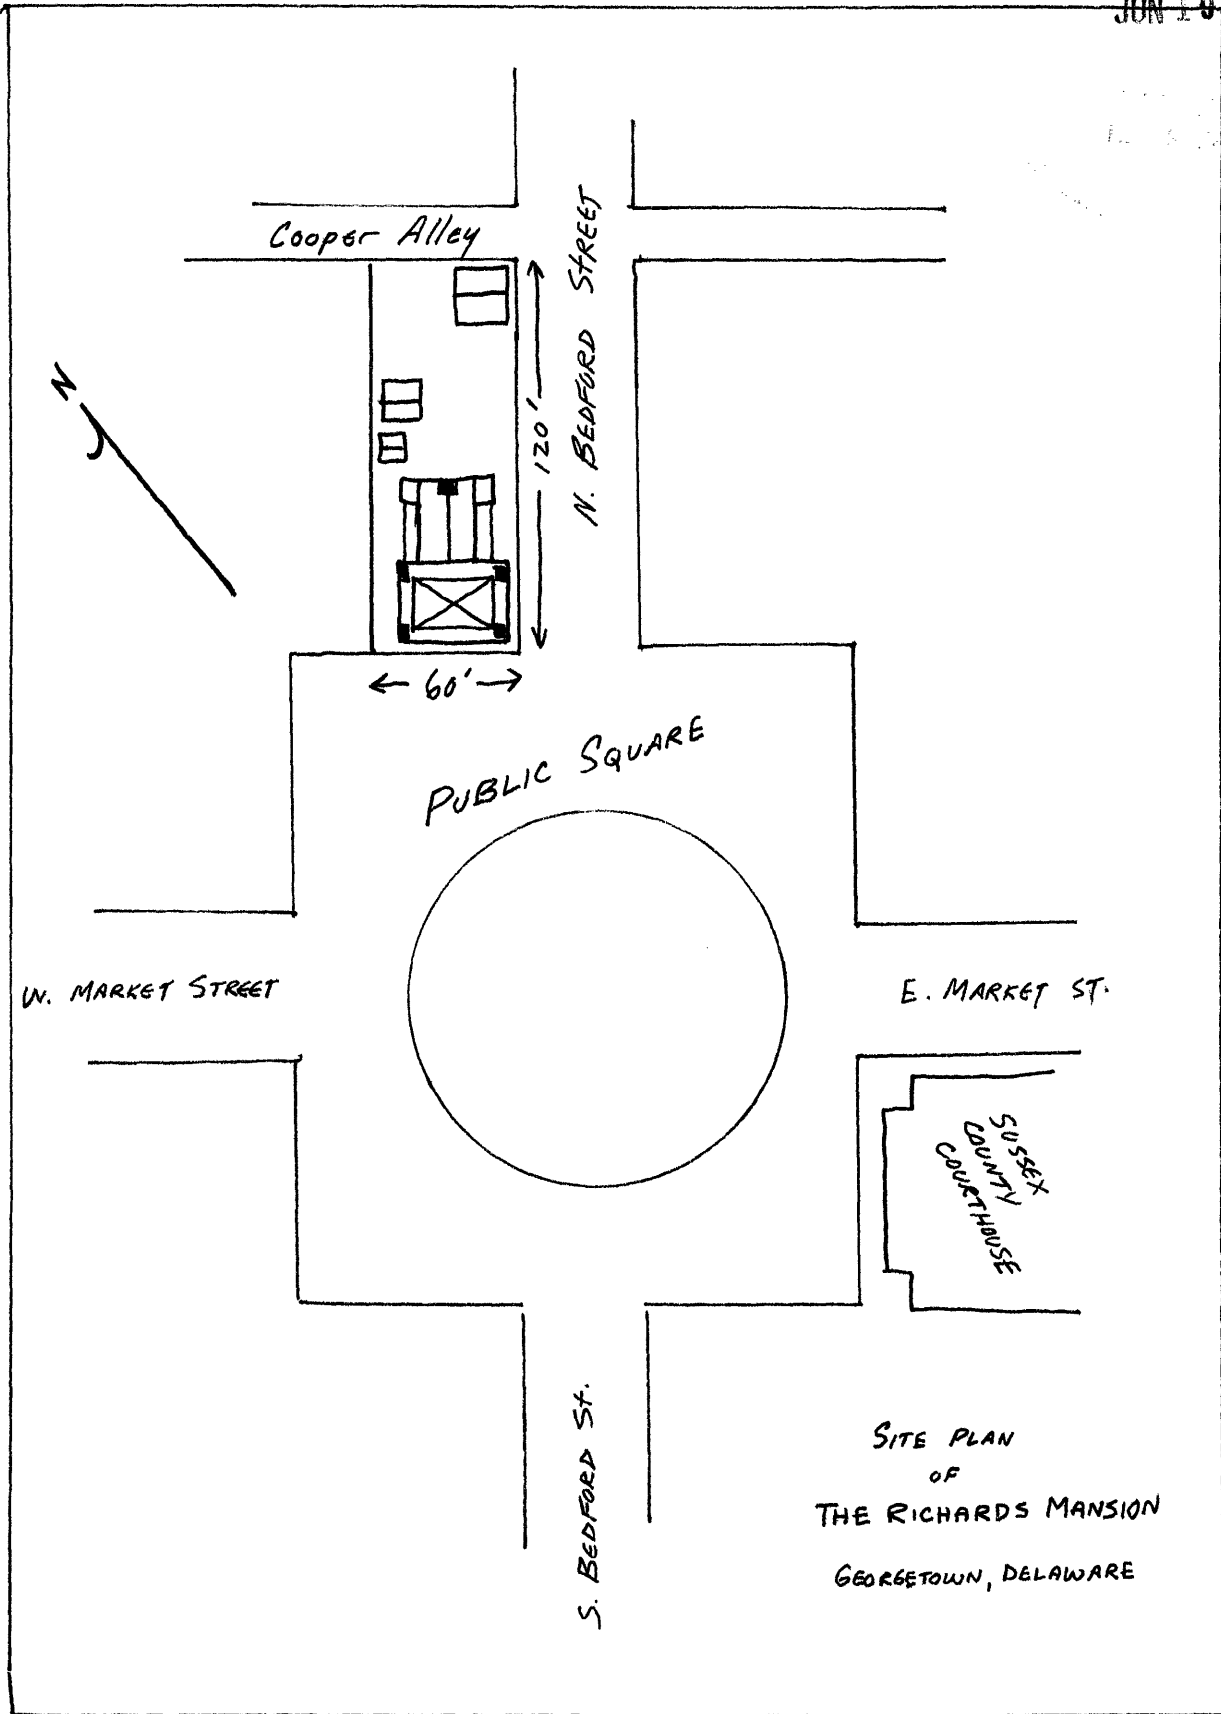 JUN
Cooper Alley
N. BEDFORD STREET
N
120'
60'
PUBLIC SQUARE
W. MARKET STREET
E. MARKET ST.
SUSSEX
COUNTY
COURTHOUSE
S. BEDFORD St.
SITE PLAN
OF
THE RICHARDS MANSION
GEORGETOWN, DELAWARE